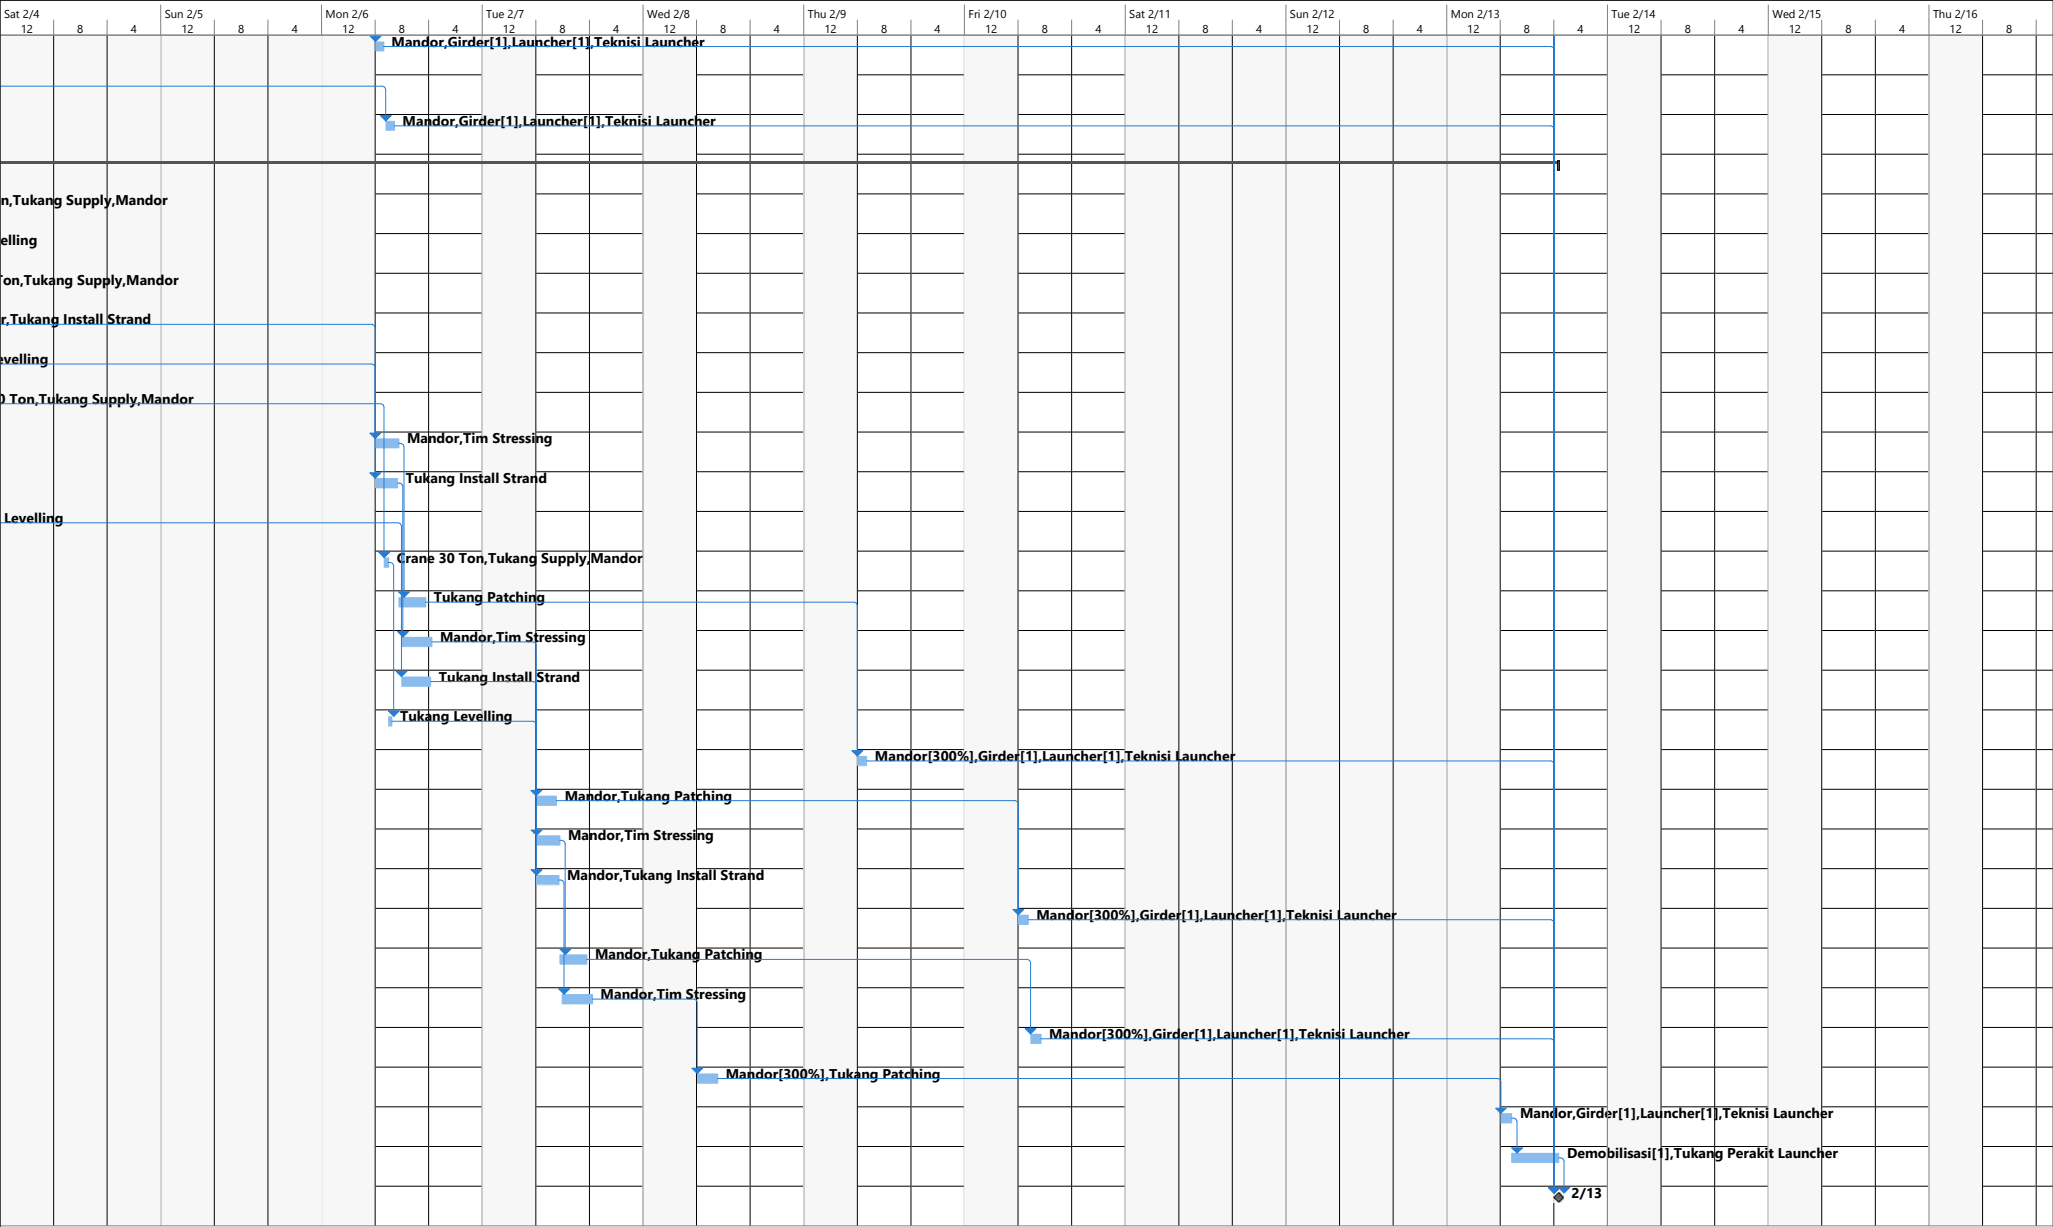 Sat 2/4 Sun 2/5 Mon 2/6 Tue 2/7 Wed 2/8 Thu 2/9 Fri 2/10 Sat 2/11 Sun 2/12 Mon 2/13 Tue 2/14 Wed 2/15 Thu 2/16
12 8 4 12 8 4 12 8 4 12 8 4 12 8 4 12 8 4 12 8 4 12 8 4 12 8 4 12 8 4 12 8 4 12 8 4 12 8
Mandor,Girder[1],Launcher[1],Teknisi Launcher
Mandor,Girder[1],Launcher[1],Teknisi Launcher
n,Tukang Supply,Mandor
elling
Ton,Tukang Supply,Mandor
r,Tukang Install Strand
evelling
0 Ton,Tukang Supply,Mandor
Mandor,Tim Stressing
Tukang Install Strand
Levelling
Crane 30 Ton,Tukang Supply,Mandor
Tukang Patching
Mandor,Tim Stressing
Tukang Install Strand
Tukang Levelling
Mandor[300%],Girder[1],Launcher[1],Teknisi Launcher
Mandor,Tukang Patching
Mandor,Tim Stressing
Mandor,Tukang Install Strand
Mandor[300%],Girder[1],Launcher[1],Teknisi Launcher
Mandor,Tukang Patching
Mandor,Tim Stressing
Mandor[300%],Girder[1],Launcher[1],Teknisi Launcher
Mandor[300%],Tukang Patching
Mandor,Girder[1],Launcher[1],Teknisi Launcher
Demobilisasi[1],Tukang Perakit Launcher
2/13